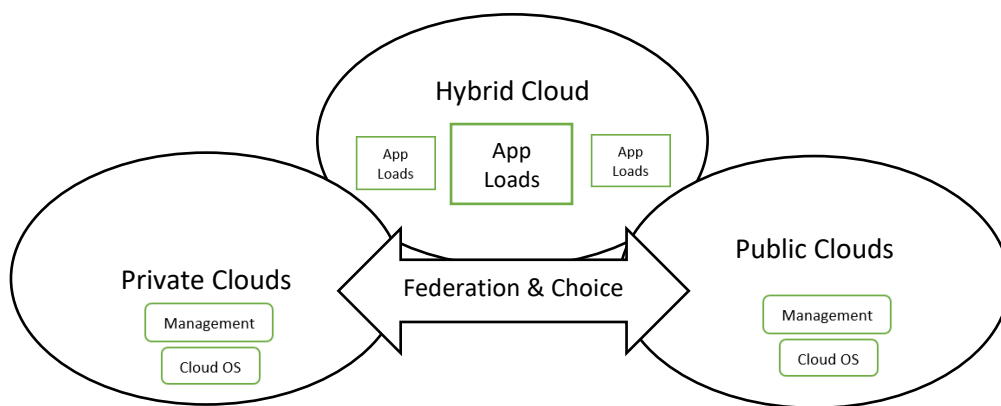 Hybrid Cloud
App
Loads
App
Loads
App
Loads
Private Clouds
Management
Cloud OS
Federation & Choice
Public Clouds
Management
Cloud OS